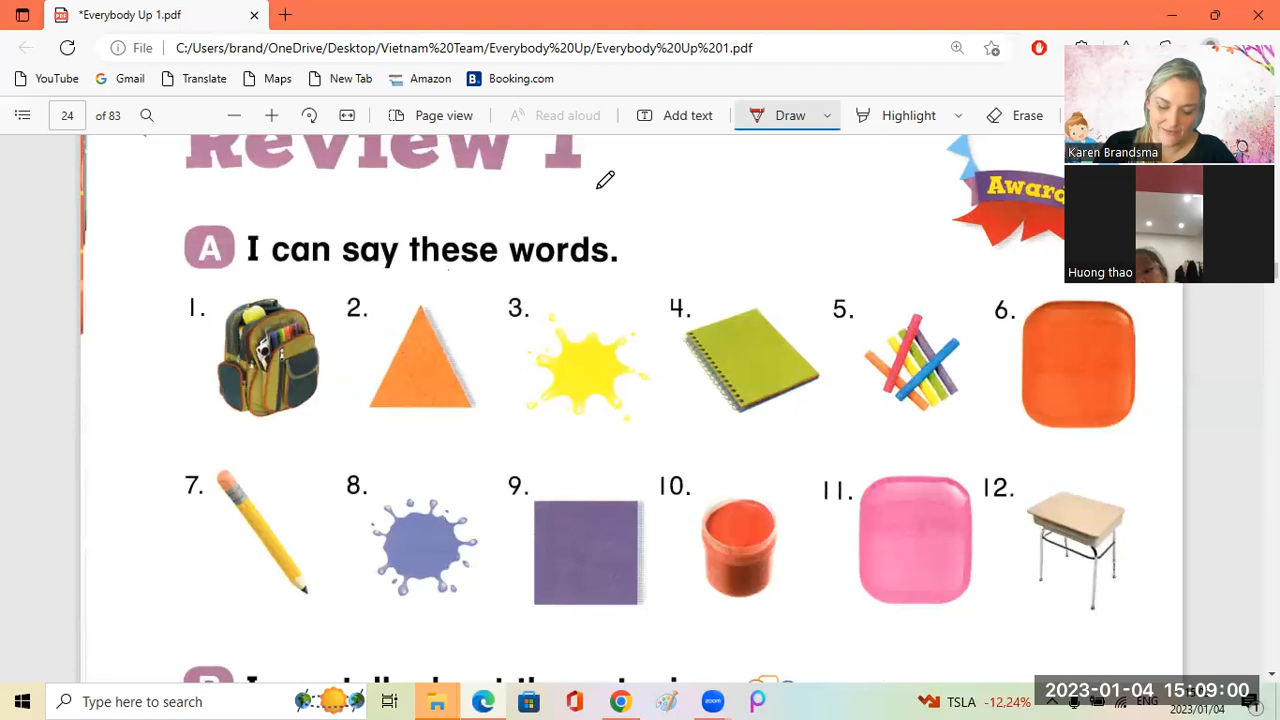 *Everybody Up 1.pdf
File
C:/Users/brand/OneDrive/Desktop/Vietnam%20Team/Everybody%20Up/Everybody%20Up%201.pdf
YouTube
Gmail
Translate
Maps
New Tab
Amazon
B Booking.com
24 of 83
Page view
Read aloud
Add text
Draw
Highlight
Erase
Karen Brandsma
Huong thao
Review 1
Award
A I can say these words.
1. 2. 3. 4. 5. 6.
7. 8. 9. 10. 11. 12.
Type here to search
TSLA -12,24%
ENG
2023-01-04 15:09:00
2023/01/04